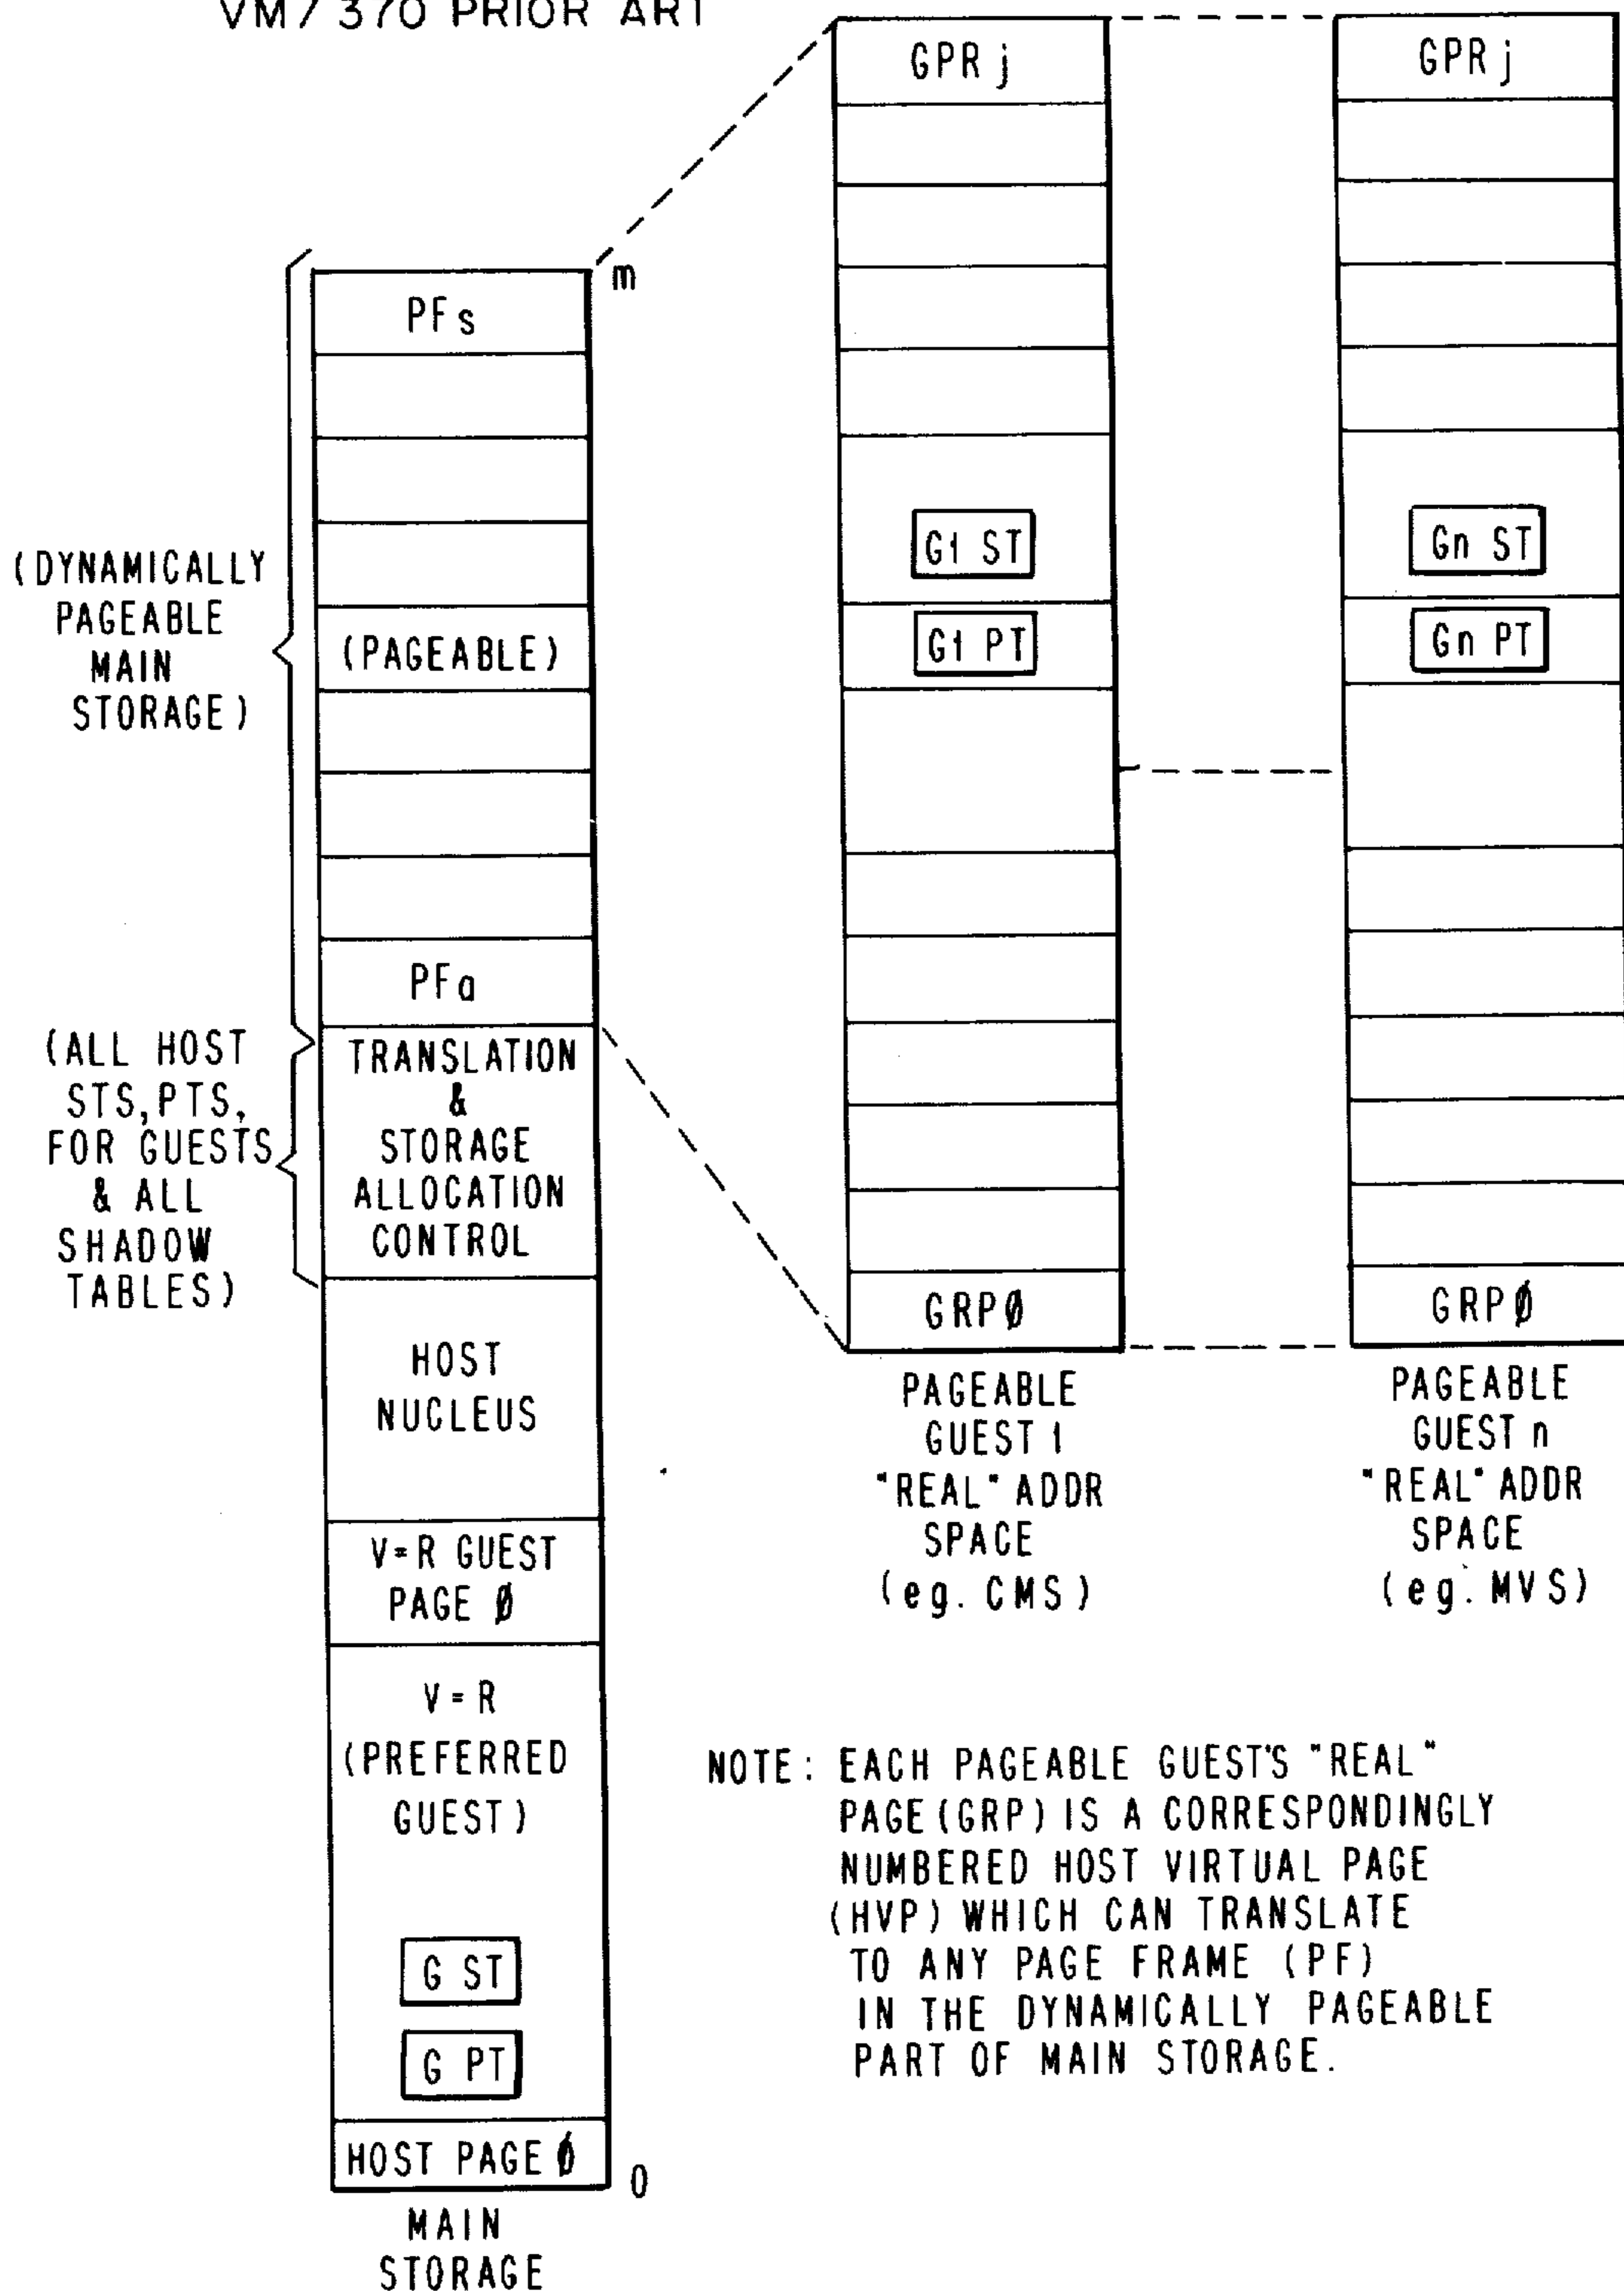 VM/370 PRIOR ART
GPR j
GPR j
m
PFs
G1 ST
Gn ST
(DYNAMICALLY
PAGEABLE
MAIN
STORAGE)
(PAGEABLE)
G1 PT
Gn PT
PFa
(ALL HOST
STS, PTS,
FOR GUESTS
& ALL
SHADOW
TABLES)
TRANSLATION
&
STORAGE
ALLOCATION
CONTROL
GRPØ
GRPØ
HOST
NUCLEUS
PAGEABLE
GUEST 1
"REAL" ADDR
SPACE
(eg. CMS)
PAGEABLE
GUEST n
"REAL" ADDR
SPACE
(eg. MVS)
V=R GUEST
PAGE Ø
V = R
(PREFERRED
GUEST)
NOTE: EACH PAGEABLE GUEST'S "REAL"
PAGE (GRP) IS A CORRESPONDINGLY
NUMBERED HOST VIRTUAL PAGE
(HVP) WHICH CAN TRANSLATE
TO ANY PAGE FRAME (PF)
IN THE DYNAMICALLY PAGEABLE
PART OF MAIN STORAGE.
G ST
G PT
HOST PAGE Ø
0
MAIN
STORAGE